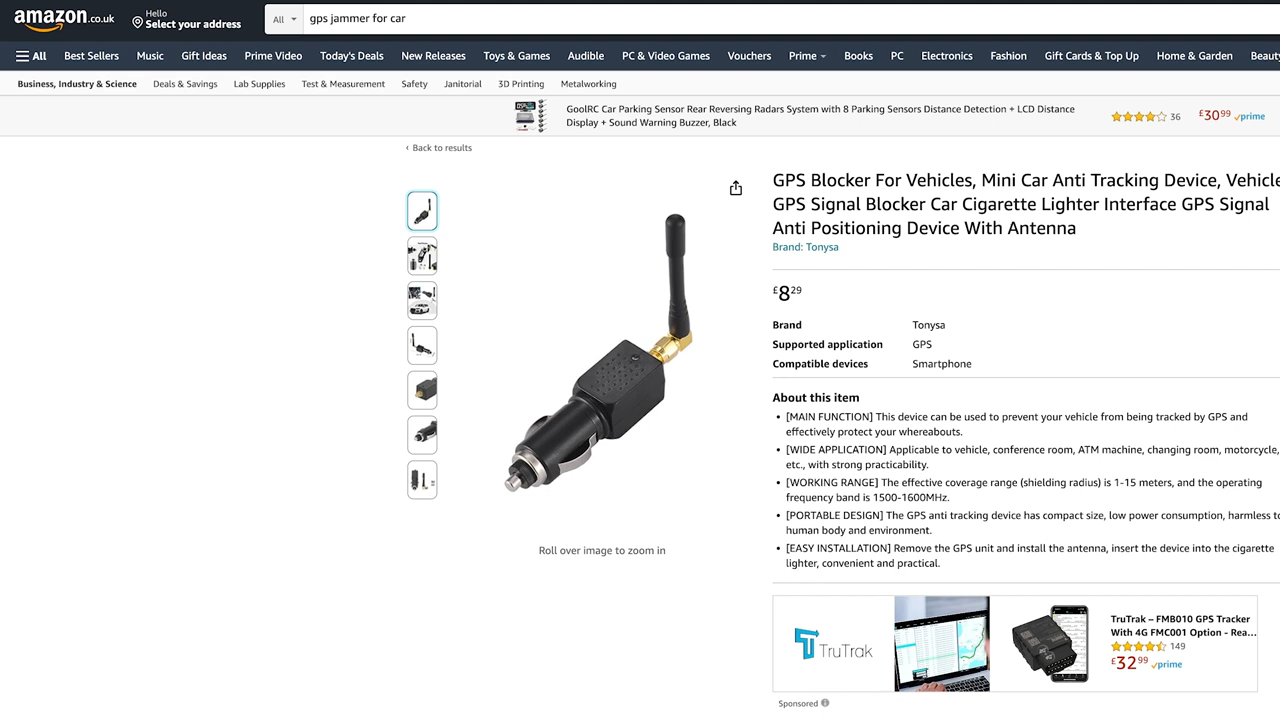 amazon.co.uk
Hello
Select your address
All
gps jammer for car
All Best Sellers Music Gift Ideas Prime Video Today's Deals New Releases Toys & Games Audible PC & Video Games Vouchers Prime Books PC Electronics Fashion Gift Cards & Top Up Home & Garden Beauty
Business, Industry & Science Deals & Savings Lab Supplies Test & Measurement Safety Janitorial 3D Printing Metalworking
GoolRC Car Parking Sensor Rear Reversing Radars System with 8 Parking Sensors Distance Detection + LCD Distance
Display + Sound Warning Buzzer, Black
36 £30⁹⁹ prime
‹ Back to results
GPS Blocker For Vehicles, Mini Car Anti Tracking Device, Vehicle
GPS Signal Blocker Car Cigarette Lighter Interface GPS Signal
Anti Positioning Device With Antenna
Brand: Tonysa
£8²⁹
Brand Tonysa
Supported application GPS
Compatible devices Smartphone
About this item
• [MAIN FUNCTION] This device can be used to prevent your vehicle from being tracked by GPS and
effectively protect your whereabouts.
• [WIDE APPLICATION] Applicable to vehicle, conference room, ATM machine, changing room, motorcycle,
etc., with strong practicability.
• [WORKING RANGE] The effective coverage range (shielding radius) is 1-15 meters, and the operating
frequency band is 1500-1600MHz.
• [PORTABLE DESIGN] The GPS anti tracking device has compact size, low power consumption, harmless to
human body and environment.
• [EASY INSTALLATION] Remove the GPS unit and install the antenna, insert the device into the cigarette
lighter, convenient and practical.
Roll over image to zoom in
TruTrak
TruTrak – FMB010 GPS Tracker
With 4G FMC001 Option - Rea...
149
£32⁹⁹ prime
Sponsored